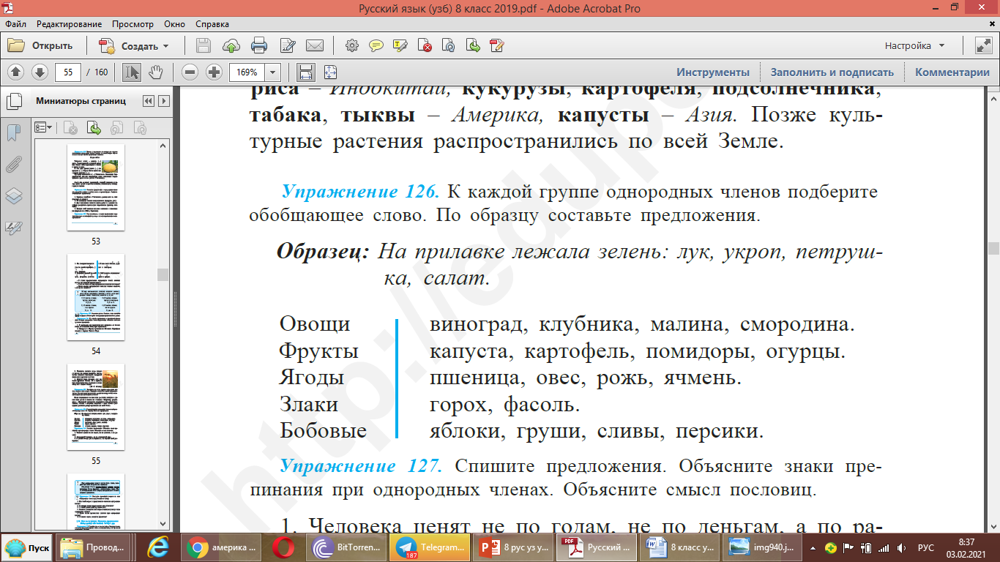 Русский язык (узб) 8 класс 2019.pdf - Adobe Acrobat Pro
Файл Редактирование Просмотр Окно Справка
Открыть Создать Настройка
55 / 160 169% Инструменты Заполнить и подписать Комментарии
Миниатюры страниц
53
54
55
риса – Индокитай, кукурузы, картофеля, подсолнечника,
табака, тыквы – Америка, капусты – Азия. Позже куль-
турные растения распространились по всей Земле.
Упражнение 126. К каждой группе однородных членов подберите
обобщающее слово. По образцу составьте предложения.
Образец: На прилавке лежала зелень: лук, укроп, петруш-
ка, салат.
Овощи виноград, клубника, малина, смородина.
Фрукты капуста, картофель, помидоры, огурцы.
Ягоды пшеница, овес, рожь, ячмень.
Злаки горох, фасоль.
Бобовые яблоки, груши, сливы, персики.
Упражнение 127. Спишите предложения. Объясните знаки пре-
пинания при однородных членах. Объясните смысл пословиц.
1. Человека ценят не по годам, не по деньгам, а по ра-
http://edupo
Пуск Провод... америка ... BitTorren... Telegram... 187 8 рус уз у... Русский ... 8 класс у... img940.j... РУС 8:37
03.02.2021